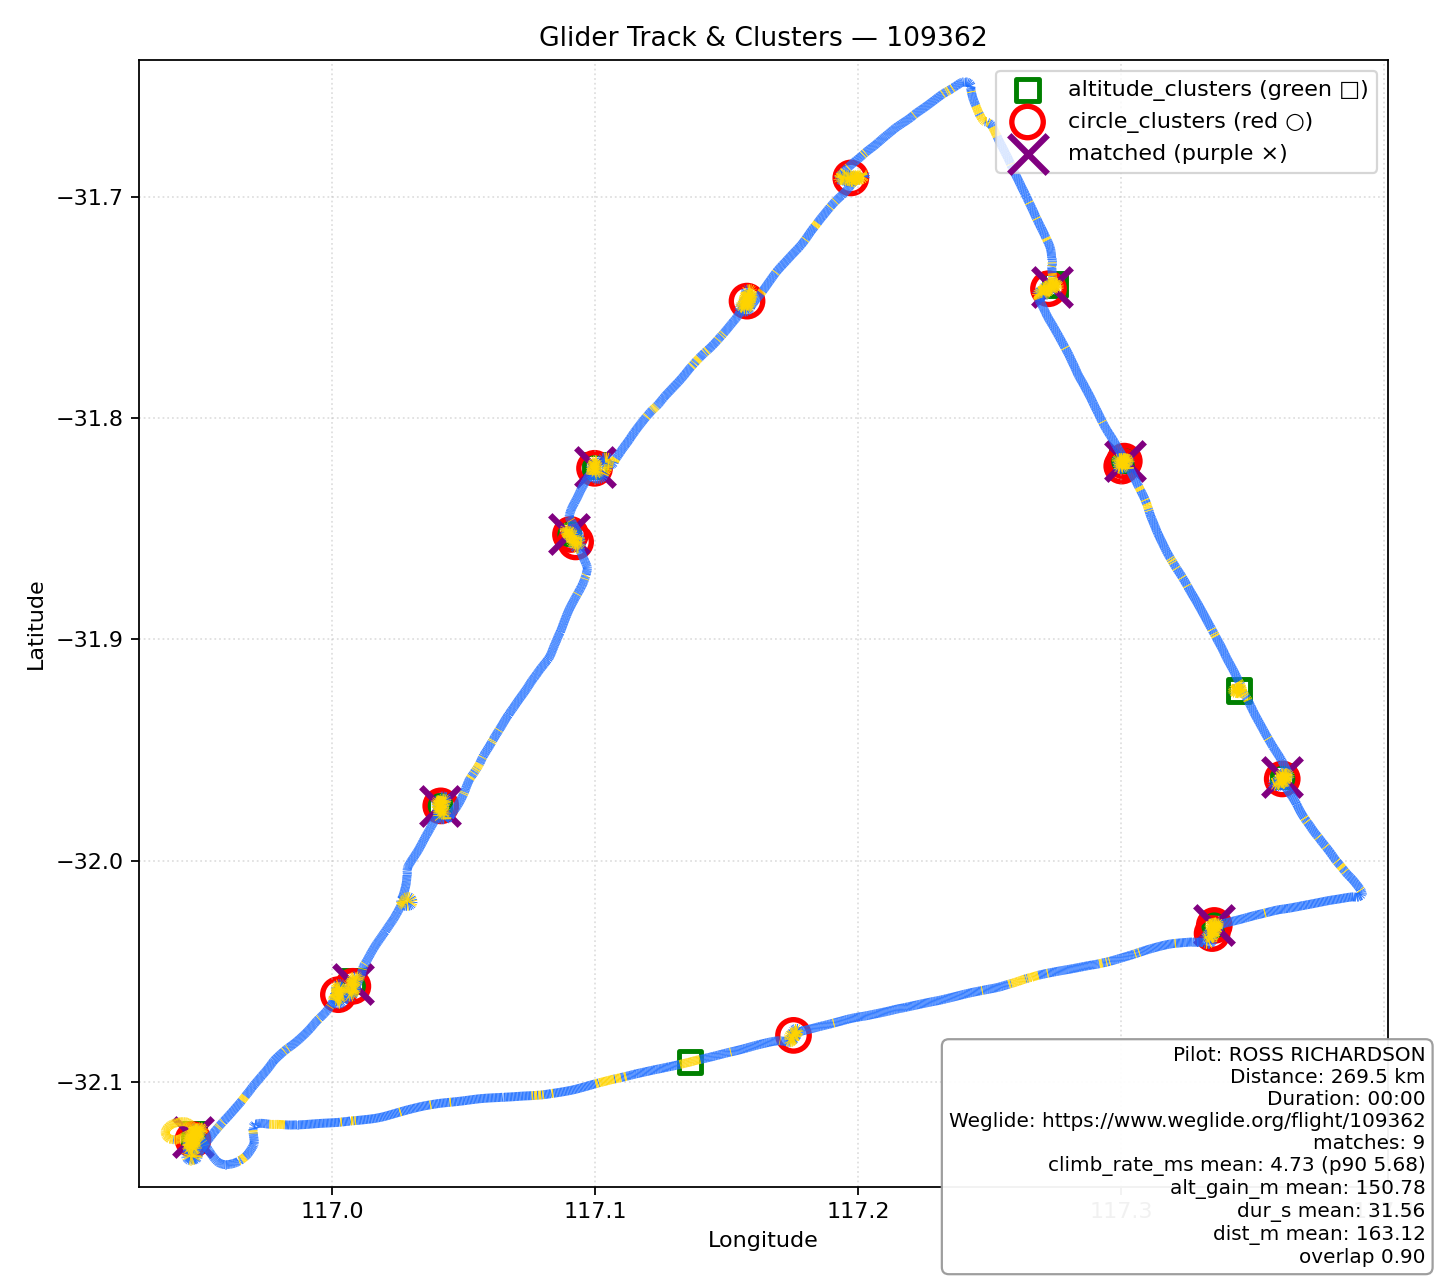 Glider Track & Clusters — 109362
altitude_clusters (green □)
circle_clusters (red ○)
matched (purple ×)
−31.7
−31.8
−31.9
−32.0
−32.1
Latitude
117.0
117.1
117.2
117.3
Longitude
Pilot: ROSS RICHARDSON
Distance: 269.5 km
Duration: 00:00
Weglide: https://www.weglide.org/flight/109362
matches: 9
climb_rate_ms mean: 4.73 (p90 5.68)
alt_gain_m mean: 150.78
dur_s mean: 31.56
dist_m mean: 163.12
overlap 0.90